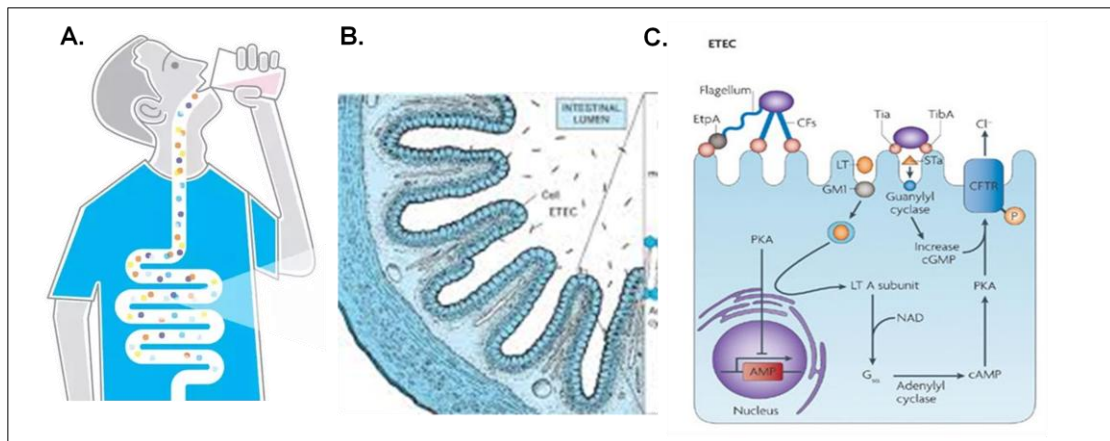 A.
B.
C.
INTESTINAL
LUMEN
Cell
ETEC
ETEC
Flagellum
EtpA
CFs
Tia
TibA
Cl⁻
LT
STa
GM1
Guanylyl
cyclase
CFTR
P
Increase
cGMP
PKA
LT A subunit
PKA
NAD
AMP
Gsα
Adenylyl
cyclase
cAMP
Nucleus